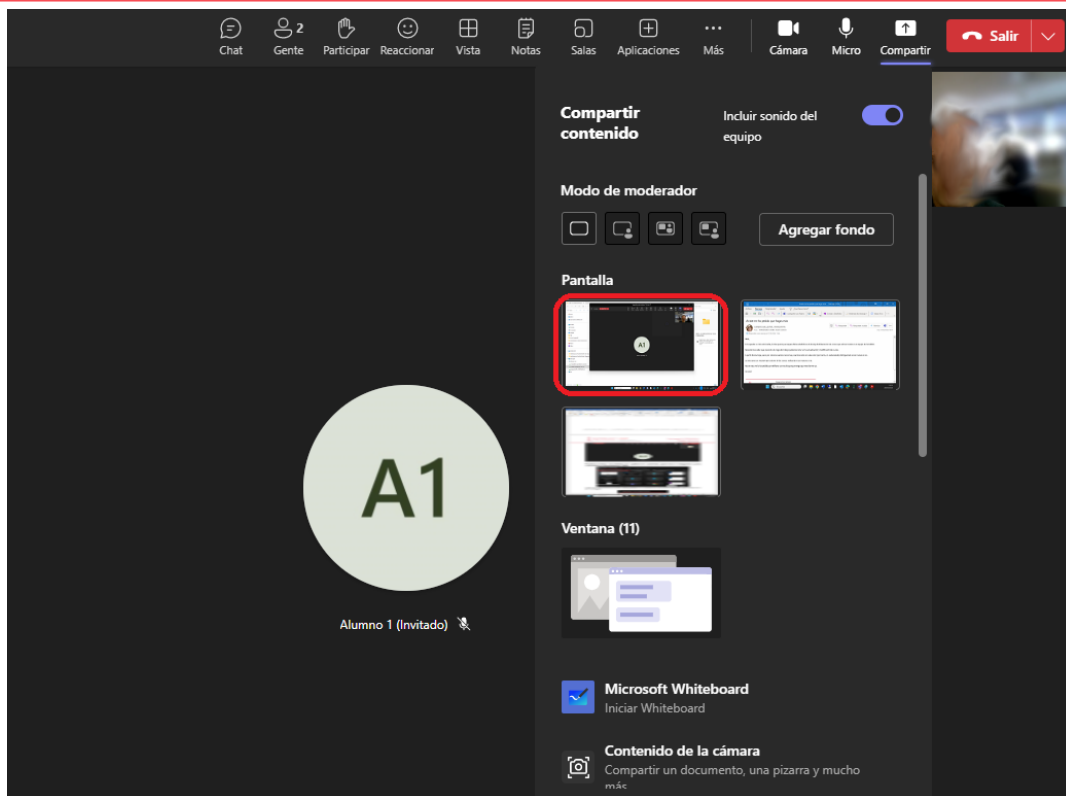 2
Chat Gente Participar Reaccionar Vista Notas Salas Aplicaciones Más Cámara Micro Compartir Salir
Compartir
contenido
Incluir sonido del
equipo
Modo de moderador
Agregar fondo
Pantalla
A1
Ventana (11)
A1
Alumno 1 (Invitado)
Microsoft Whiteboard
Iniciar Whiteboard
Contenido de la cámara
Compartir un documento, una pizarra y mucho
más